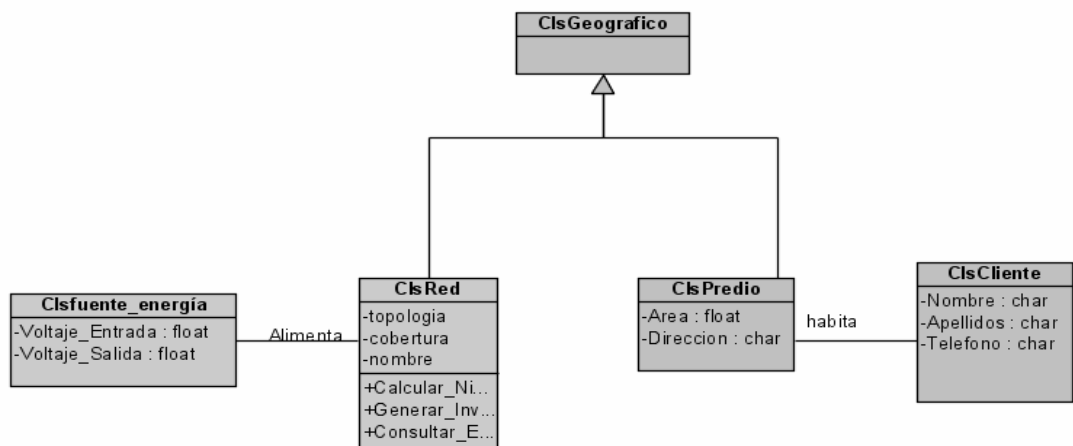 ClsGeografico
Clsfuente_energía
-Voltaje_Entrada : float
-Voltaje_Salida : float
Alimenta
ClsRed
-topologia
-cobertura
-nombre
+Calcular_Ni...
+Generar_Inv...
+Consultar_E...
ClsPredio
-Area : float
-Direccion : char
habita
ClsCliente
-Nombre : char
-Apellidos : char
-Telefono : char